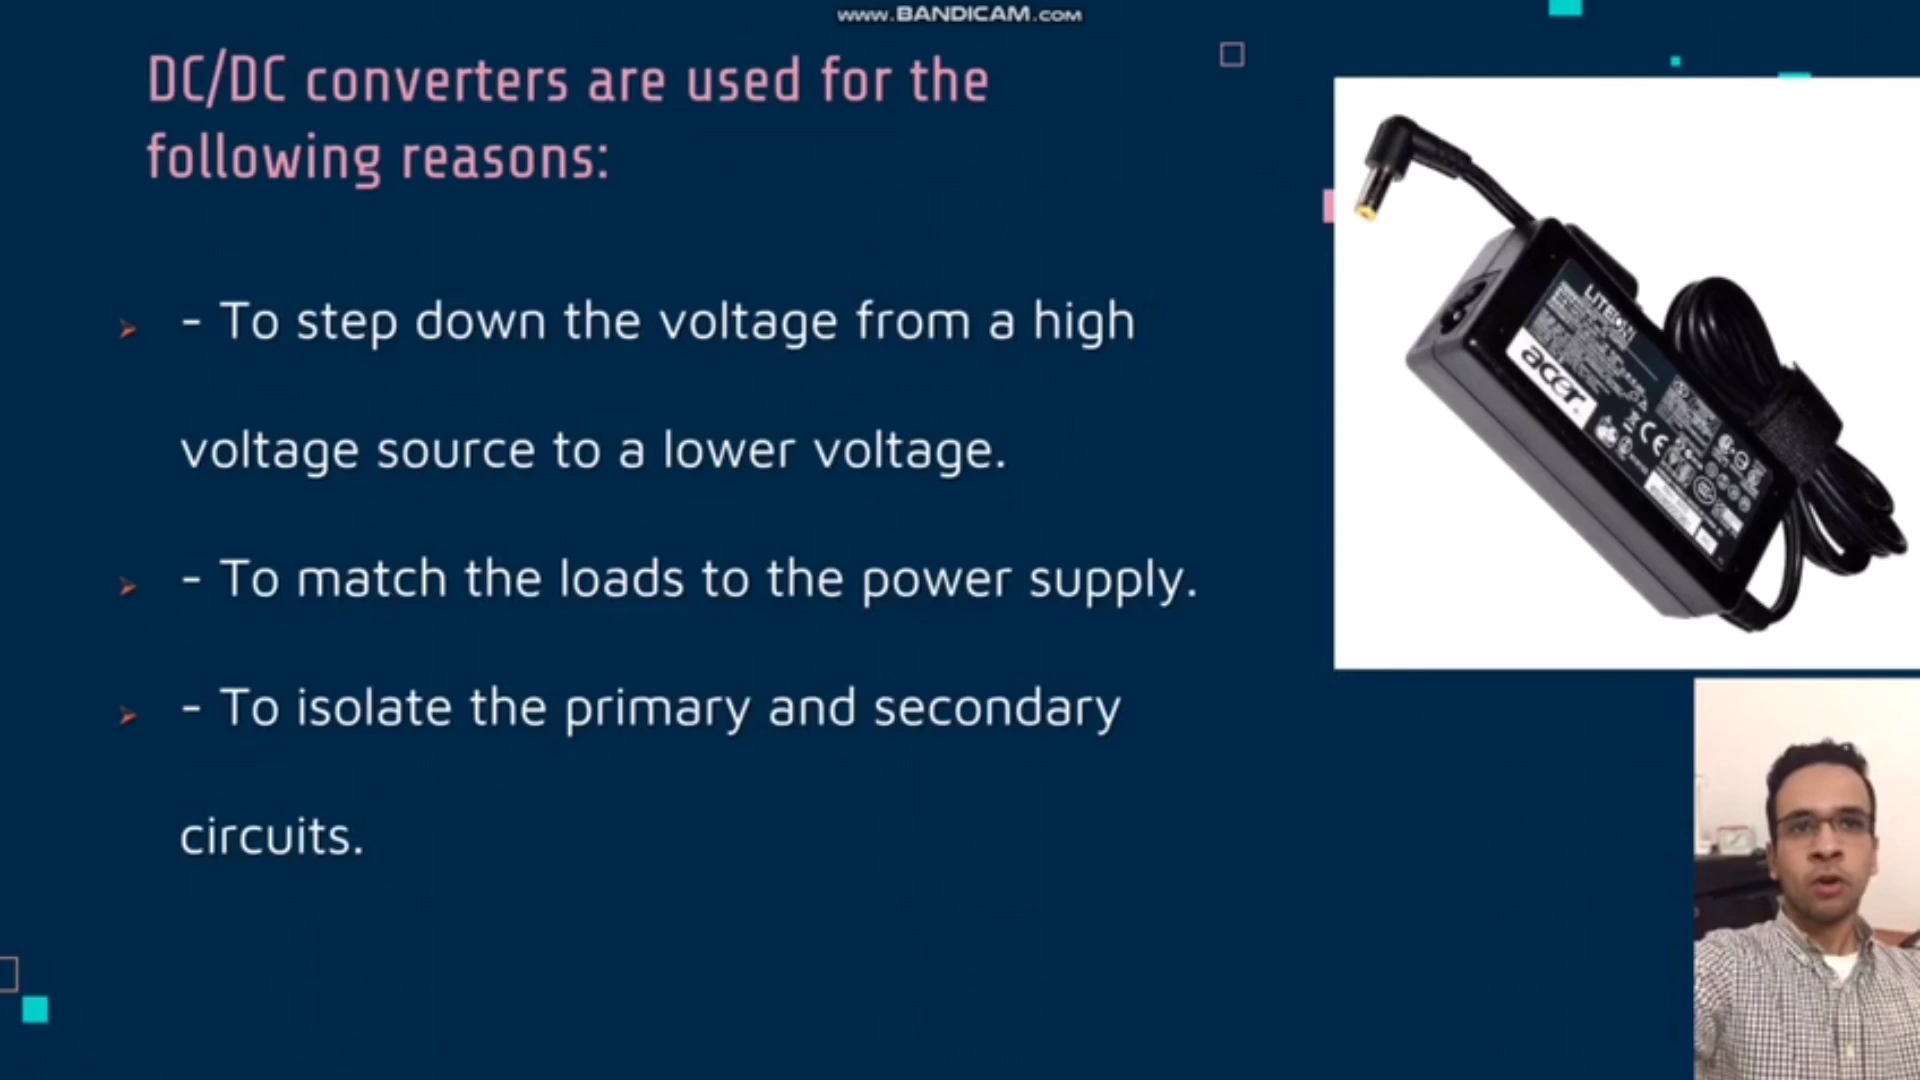 www.BANDICAM.com
DC/DC converters are used for the
following reasons:
- To step down the voltage from a high
voltage source to a lower voltage.
- To match the loads to the power supply.
- To isolate the primary and secondary
circuits.
LITEON
acer
CE